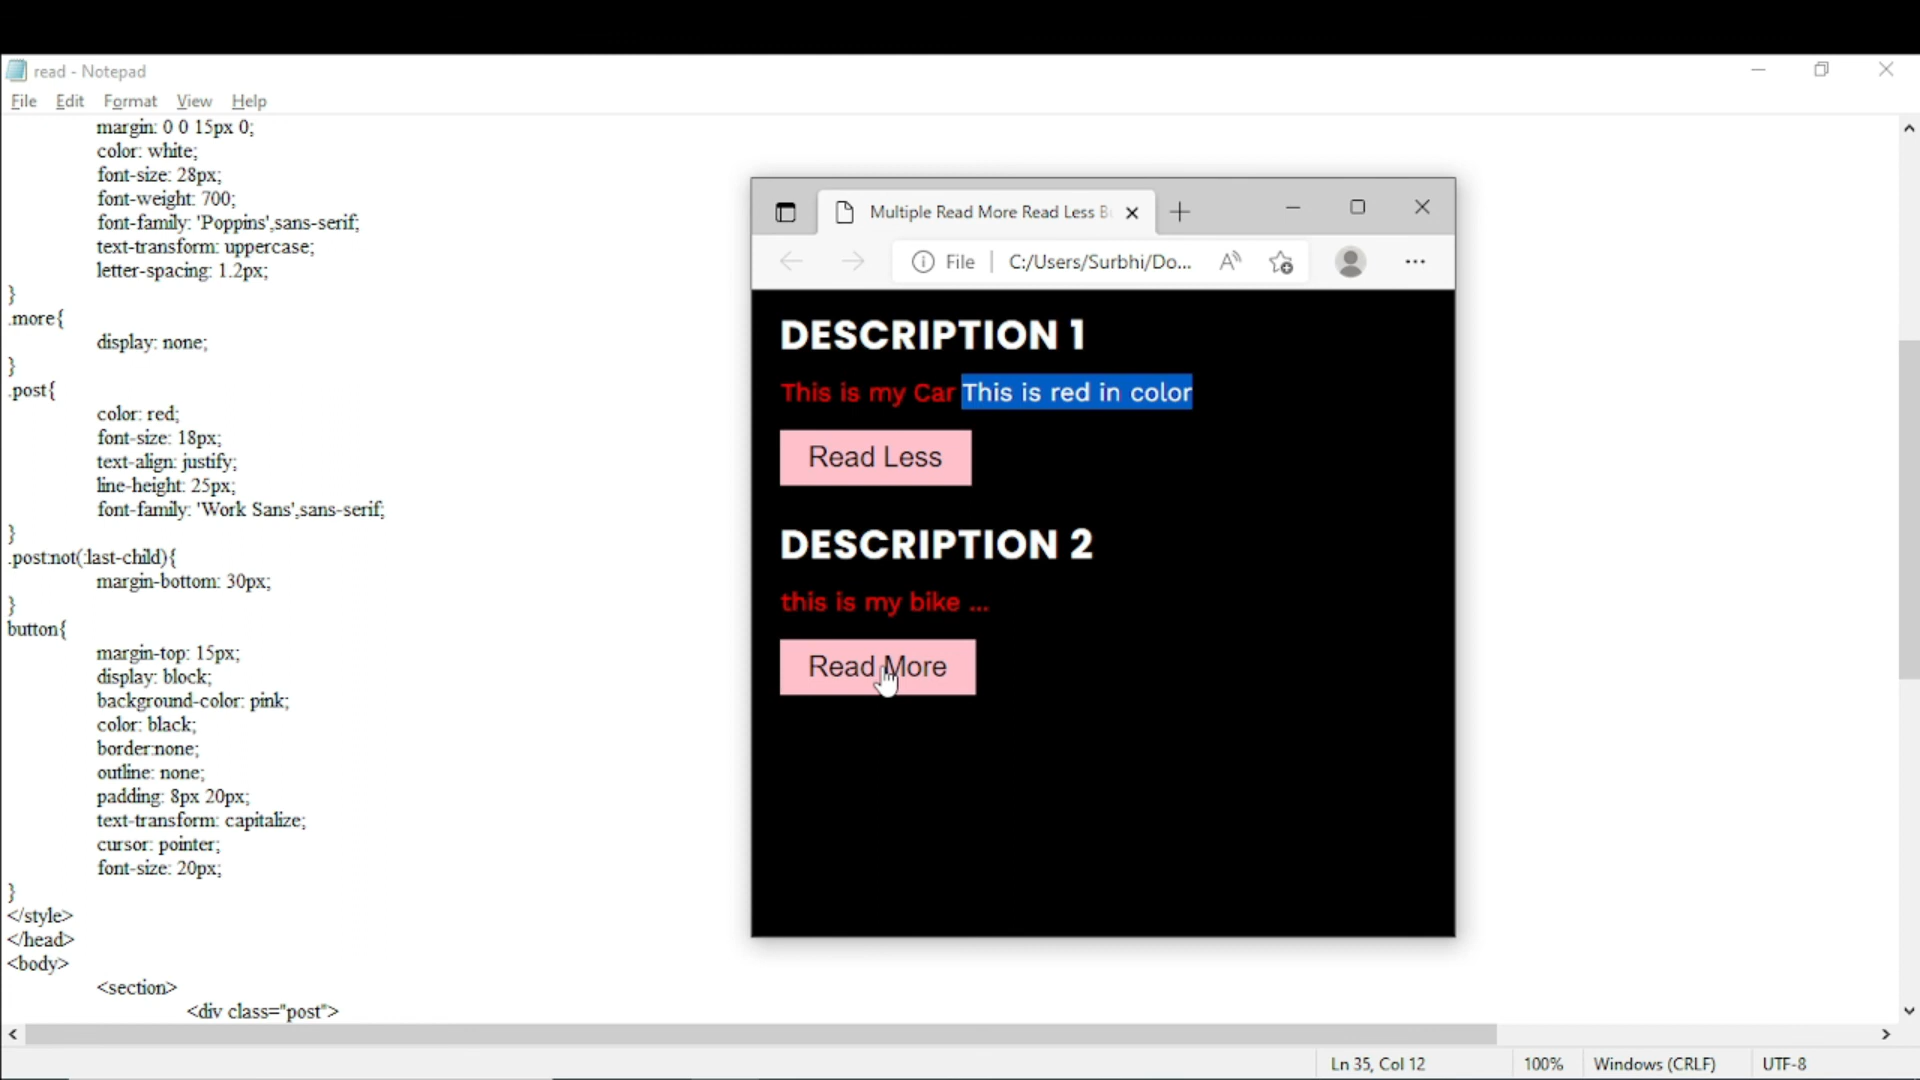 read - Notepad
File Edit Format View Help
margin: 0 0 15px 0;
color: white;
font-size: 28px;
font-weight: 700;
font-family: 'Poppins',sans-serif;
text-transform: uppercase;
letter-spacing: 1.2px;
}
.more{
display: none;
}
.post{
color: red;
font-size: 18px;
text-align: justify;
line-height: 25px;
font-family: 'Work Sans',sans-serif;
}
.post:not(:last-child){
margin-bottom: 30px;
}
button{
margin-top: 15px;
display: block;
background-color: pink;
color: black;
border:none;
outline: none;
padding: 8px 20px;
text-transform: capitalize;
cursor: pointer;
font-size: 20px;
}
</style>
</head>
<body>
<section>
<div class="post">
Multiple Read More Read Less B
File C:/Users/Surbhi/Do...
DESCRIPTION 1
This is my Car This is red in color
Read Less
DESCRIPTION 2
this is my bike ...
Read More
Ln 35, Col 12 100% Windows (CRLF) UTF-8